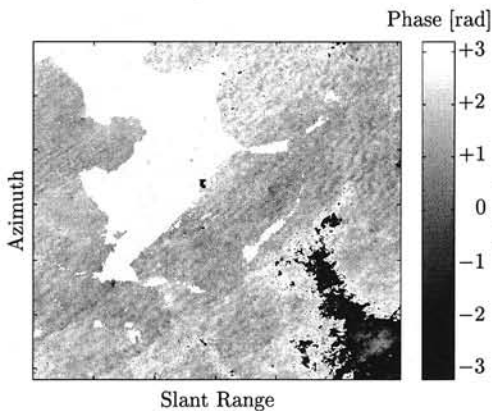 Phase [rad]
+3
+2
+1
0
−1
−2
−3
Azimuth
Slant Range